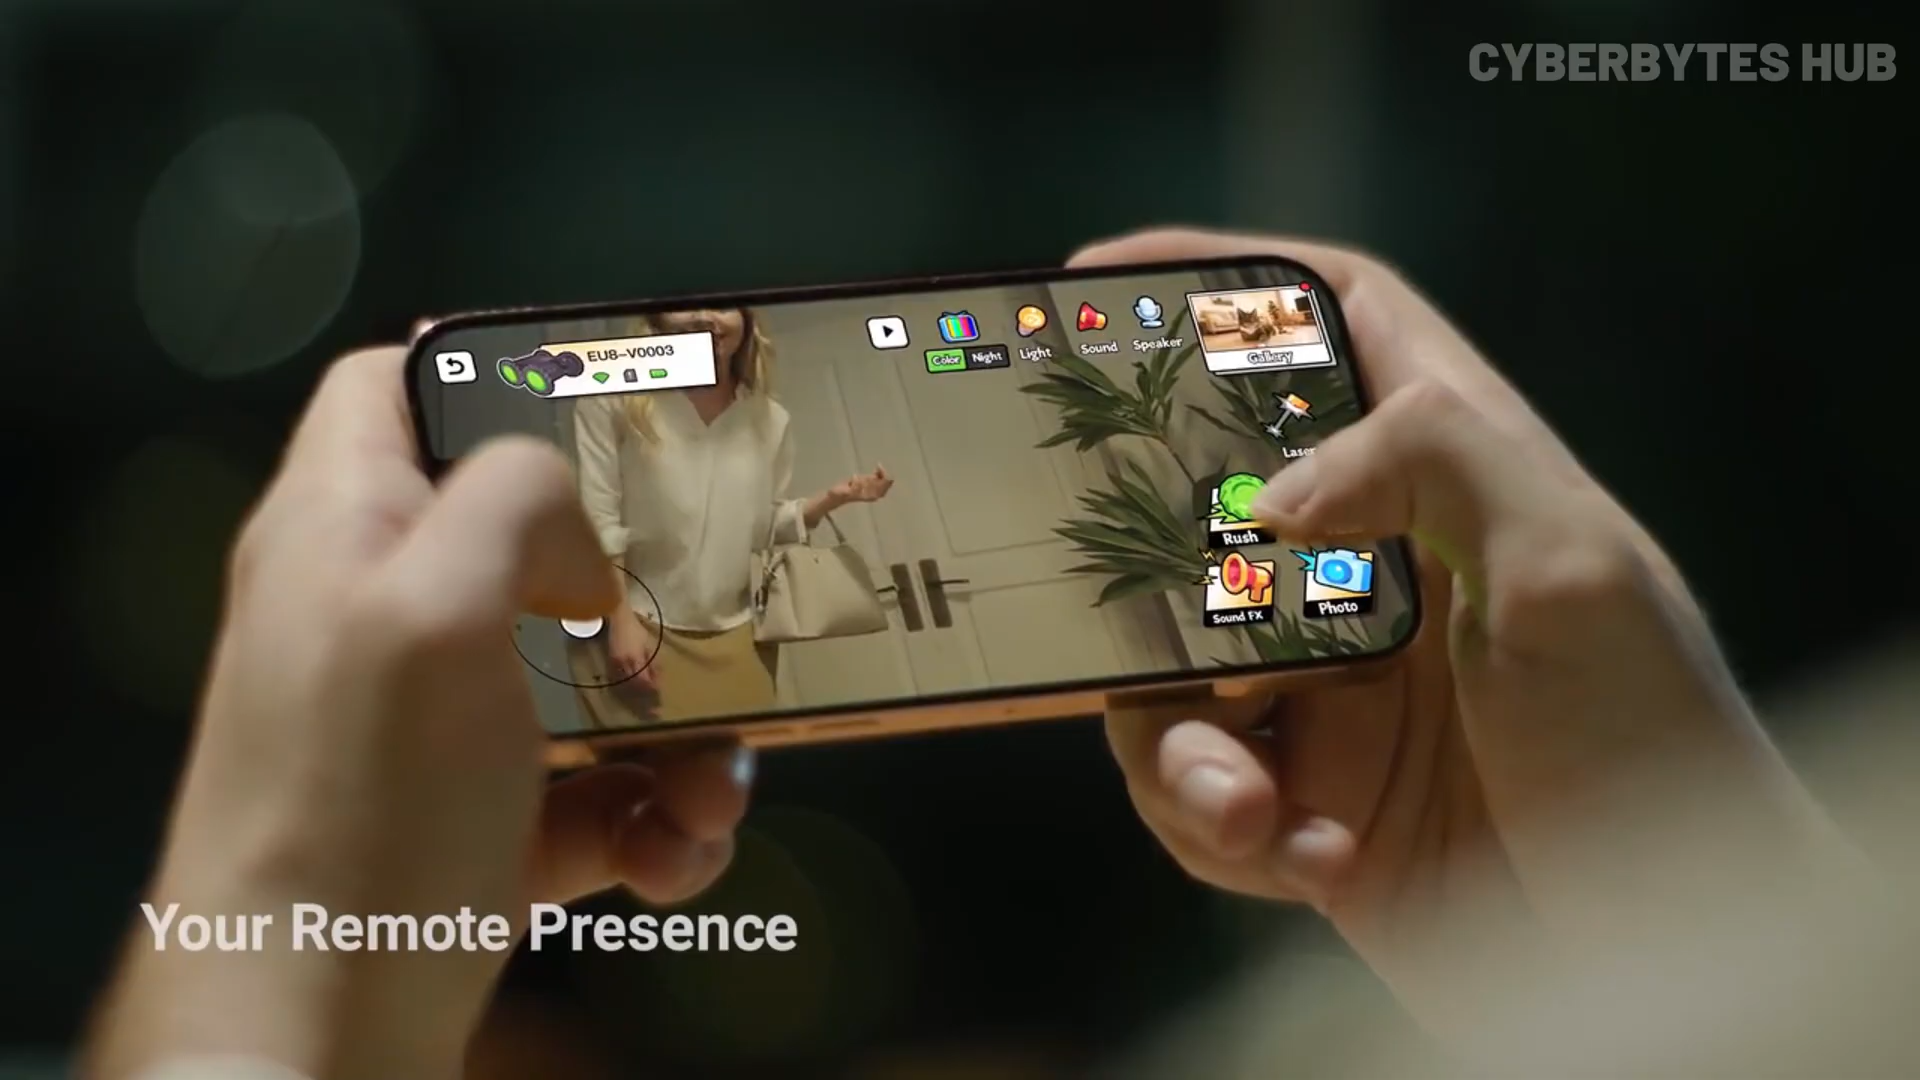 CYBERBYTES HUB
EU8-V0003
Color Night
Light
Sound
Speaker
Gallery
Laser
Rush
Sound FX
Photo
Your Remote Presence